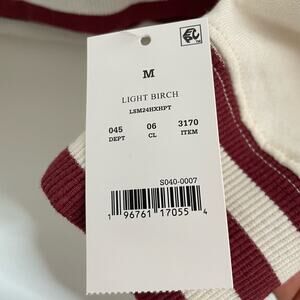 M
LIGHT BIRCH
LSM24HXHPT
045 06 3170
DEPT CL ITEM
S040-0007
1 96761 17055 4